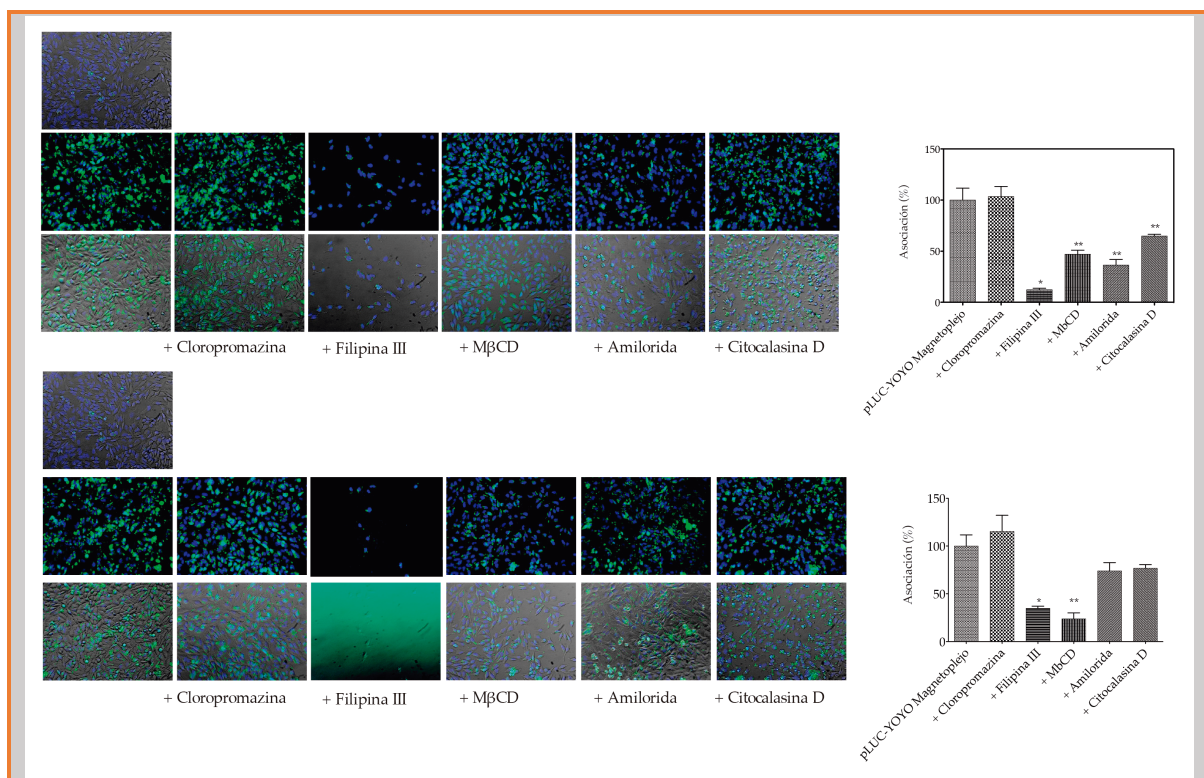 + Cloropromazina + Filipina III + MβCD + Amilorida + Citocalasina D
Asociación (%)
150
100
50
0
pLUC-YOYO Magnetoplejo
+ Cloropromazina
+ Filipina III
+ MbCD
+ Amilorida
+ Citocalasina D
*
**
**
**
+ Cloropromazina + Filipina III + MβCD + Amilorida + Citocalasina D
Asociación (%)
150
100
50
0
pLUC-YOYO Magnetoplejo
+ Cloropromazina
+ Filipina III
+ MbCD
+ Amilorida
+ Citocalasina D
*
**